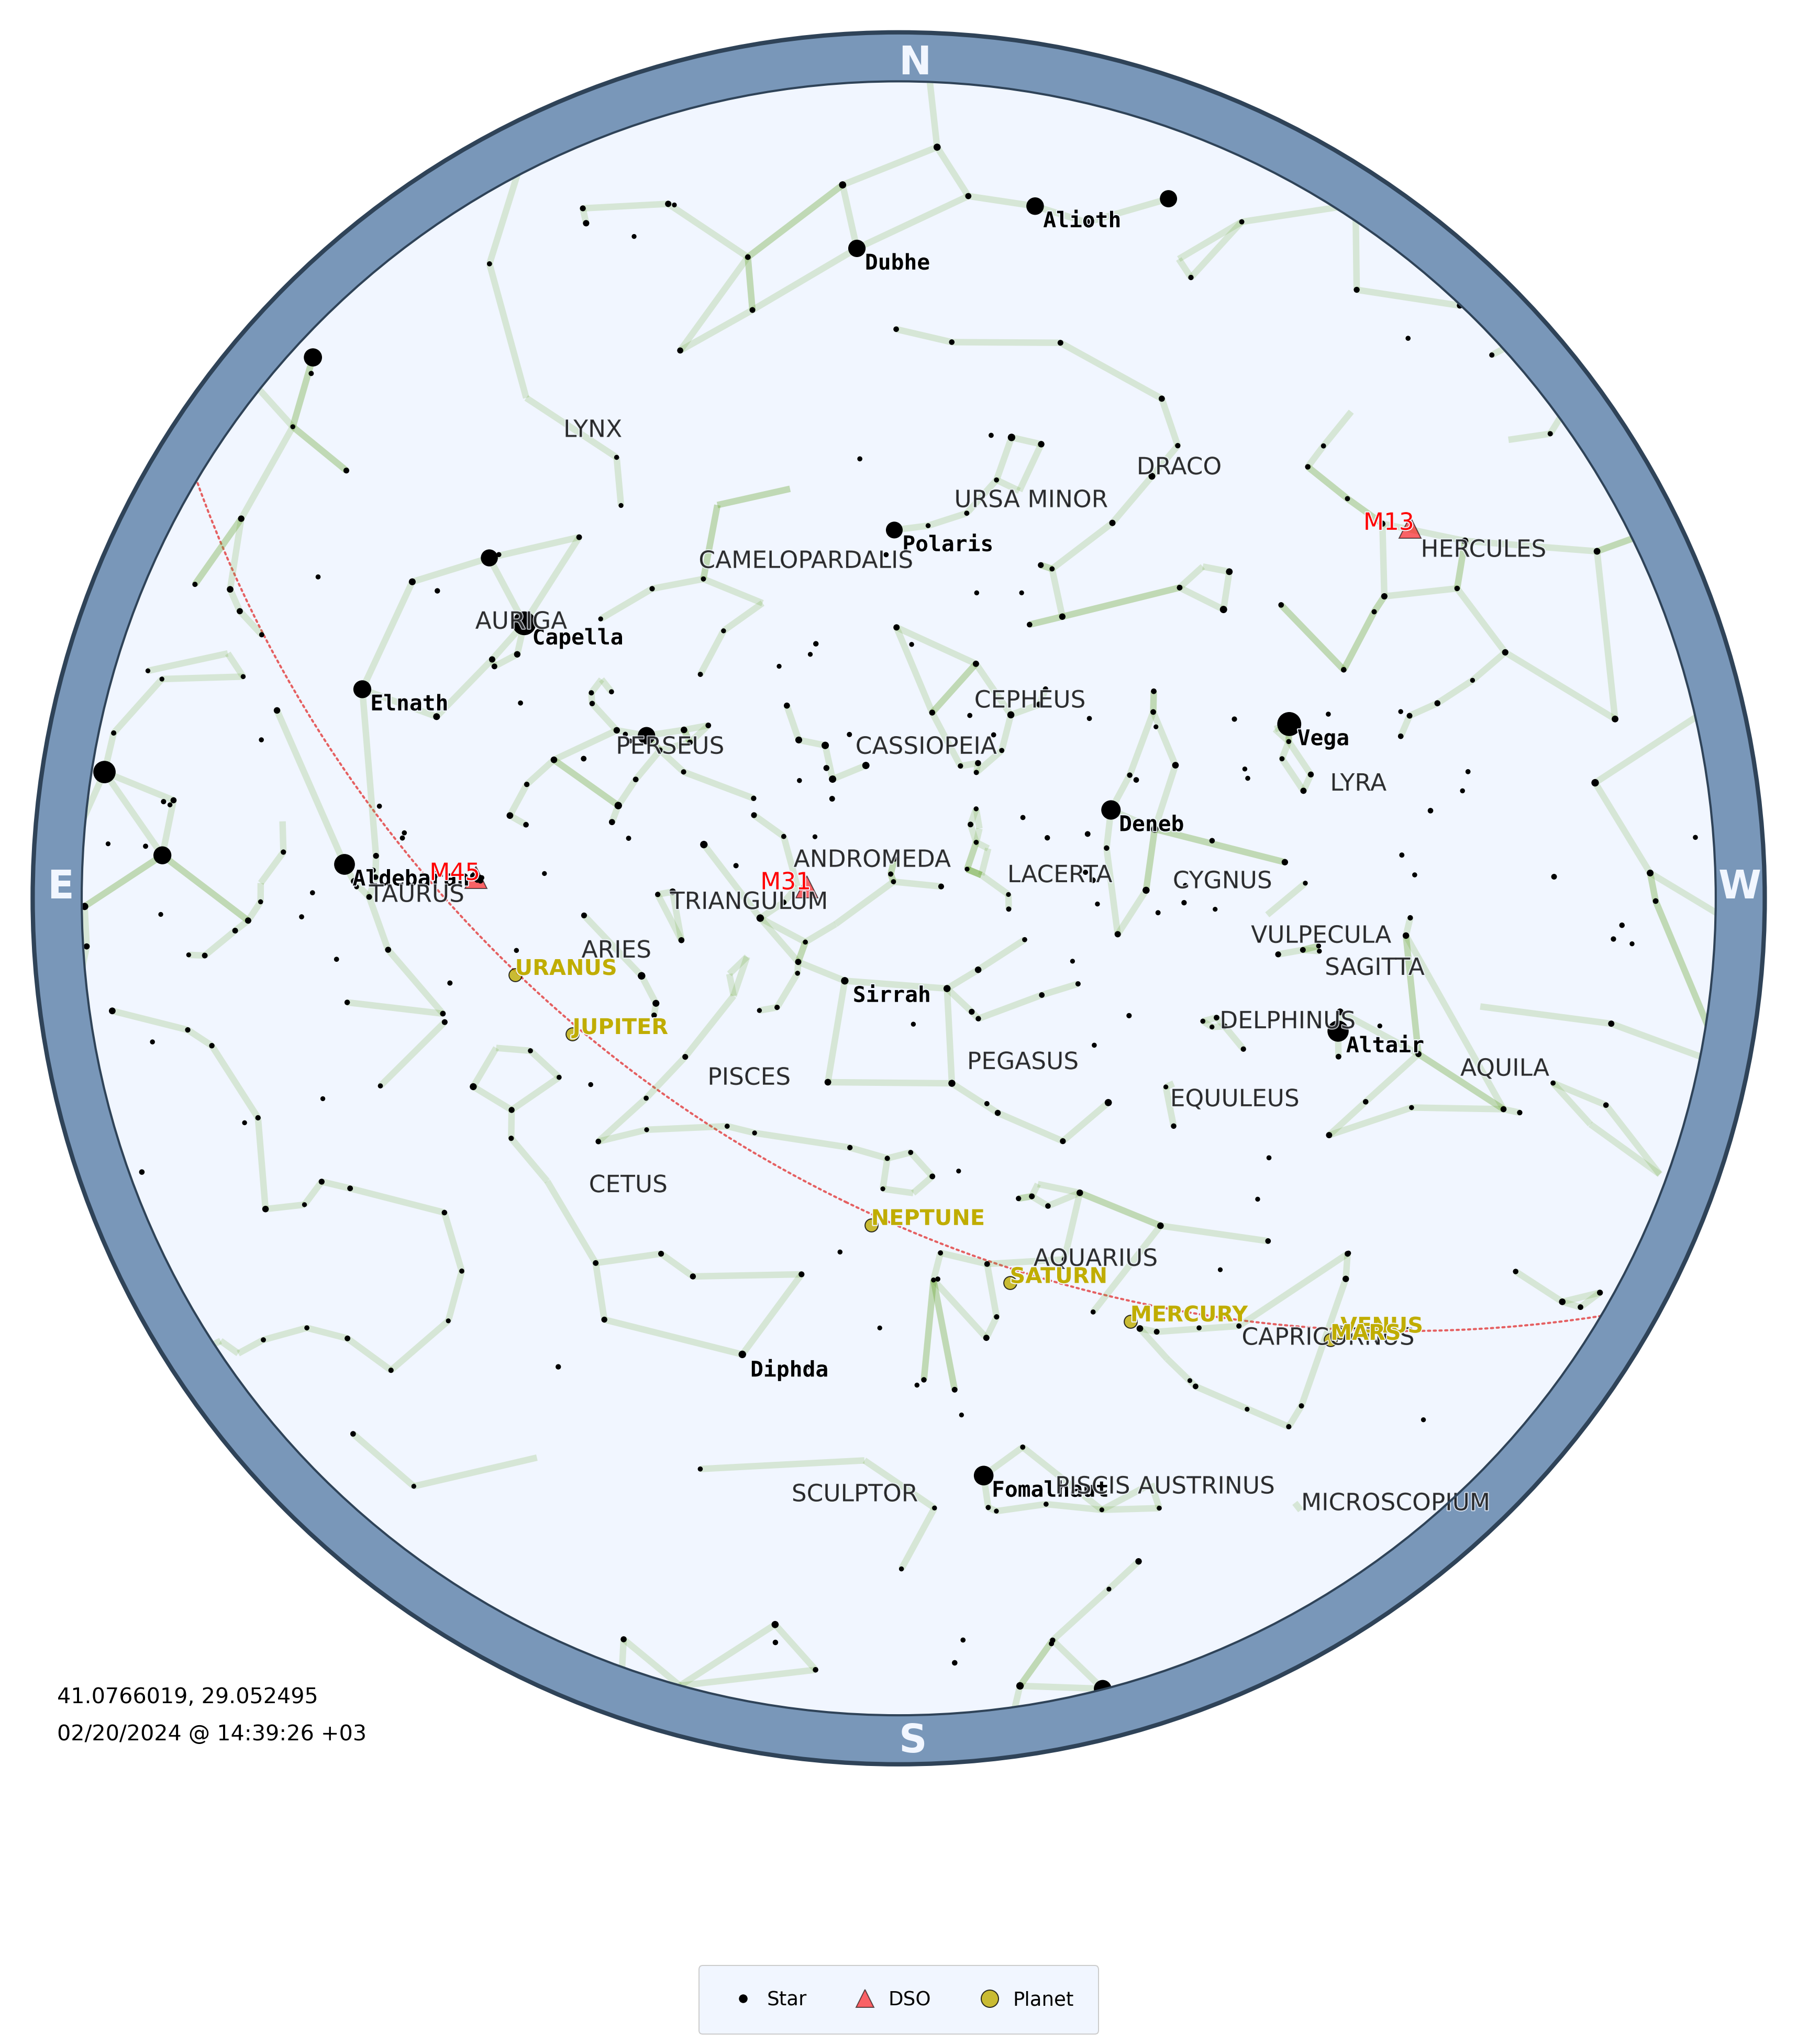 N
Alioth
Dubhe
LYNX
DRACO
URSA MINOR
M13
HERCULES
Polaris
CAMELOPARDALIS
AURIGA
Capella
Elnath
CEPHEUS
PERSEUS
CASSIOPEIA
Vega
LYRA
Deneb
ANDROMEDA
M45
Aldebaran
M31
LACERTA
CYGNUS
E
W
TAURUS
TRIANGULUM
VULPECULA
ARIES
URANUS
SAGITTA
Sirrah
DELPHINUS
JUPITER
Altair
PEGASUS
AQUILA
PISCES
EQUULEUS
CETUS
NEPTUNE
AQUARIUS
SATURN
MERCURY
VENUS
MARS
CAPRICORNUS
Diphda
Fomalhaut
PISCIS AUSTRINUS
SCULPTOR
MICROSCOPIUM
41.0766019, 29.052495
02/20/2024 @ 14:39:26 +03
S
Star DSO Planet